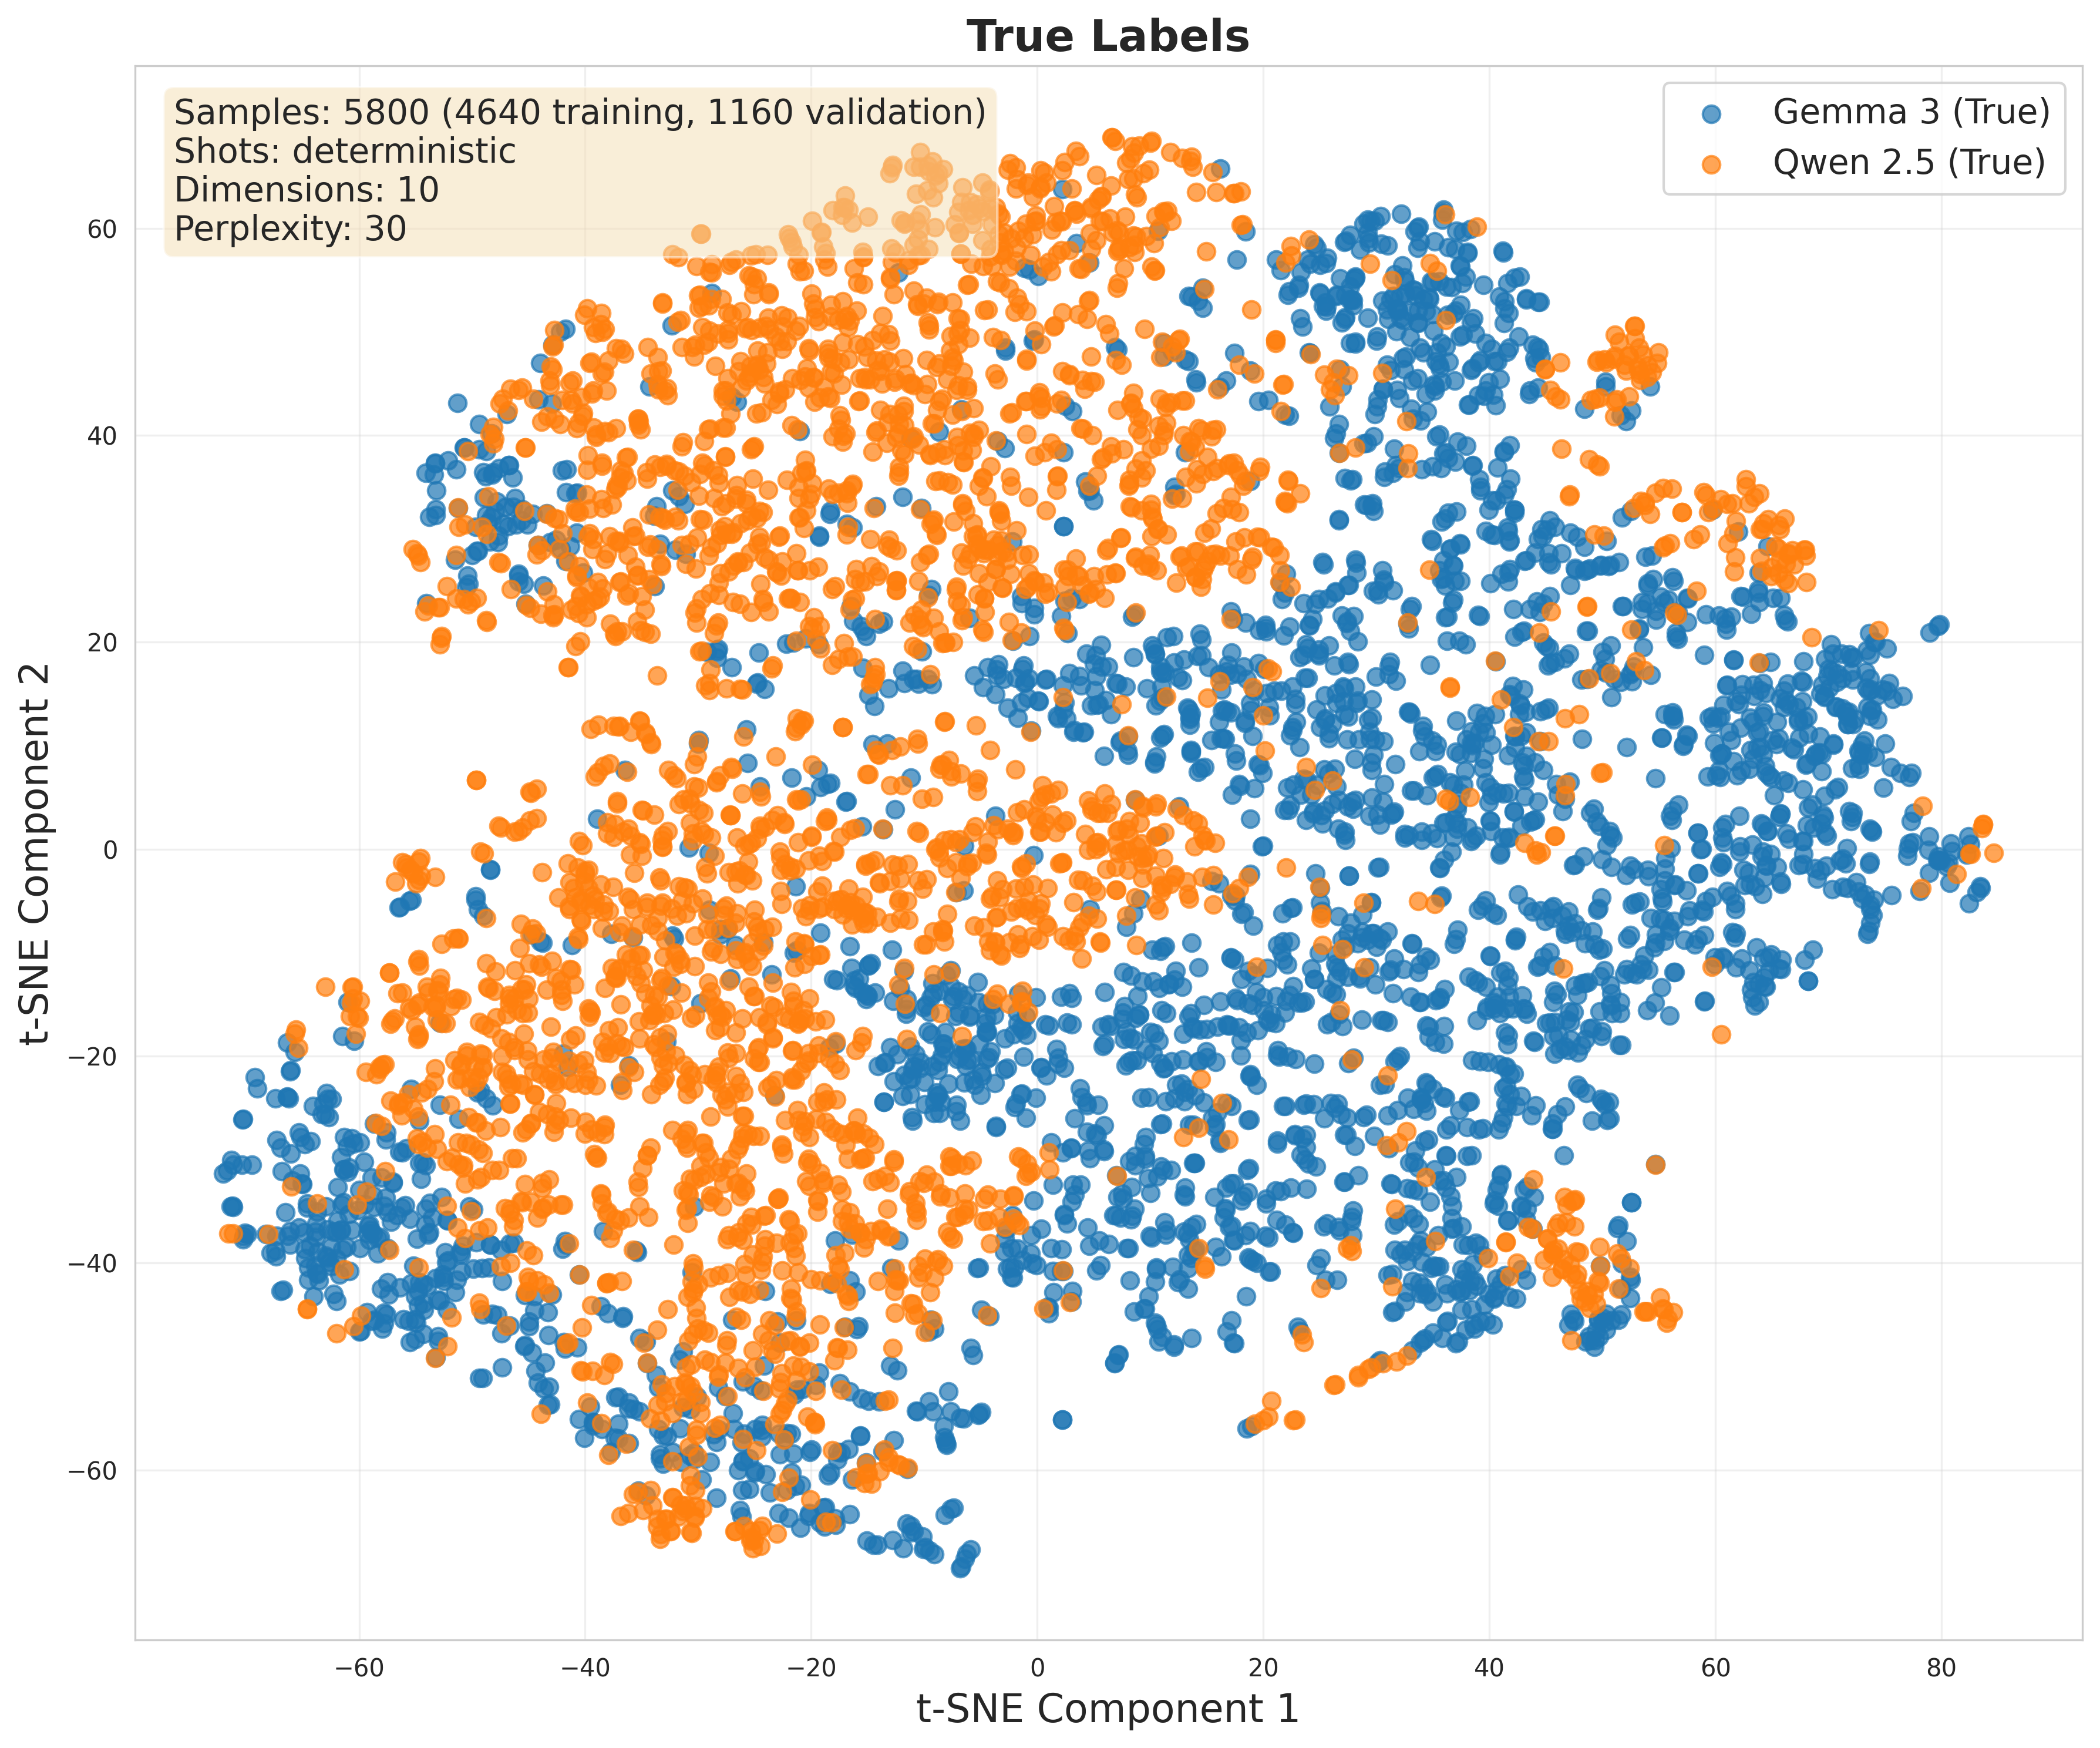 True Labels
Samples: 5800 (4640 training, 1160 validation)
Shots: deterministic
Dimensions: 10
Perplexity: 30
Gemma 3 (True)
Qwen 2.5 (True)
t-SNE Component 2
60
40
20
0
−20
−40
−60
−60
−40
−20
0
20
40
60
80
t-SNE Component 1